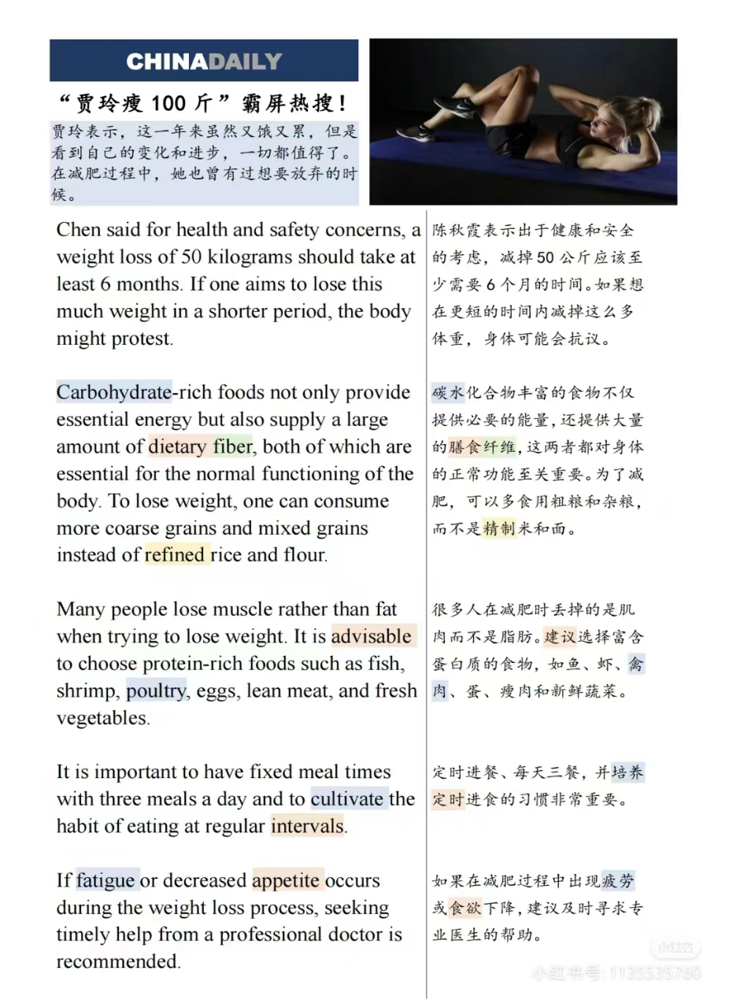 CHINADAILY
“贾玲瘦 100 斤”霸屏热搜！
贾玲表示，这一年来虽然又饿又累，但是
看到自己的变化和进步，一切都值得了。
在减肥过程中，她也曾有过想要放弃的时
候。
Chen said for health and safety concerns, a
weight loss of 50 kilograms should take at
least 6 months. If one aims to lose this
much weight in a shorter period, the body
might protest.
陈秋霞表示出于健康和安全
的考虑，减掉 50 公斤应该至
少需要 6 个月的时间。如果想
在更短的时间内减掉这么多
体重，身体可能会抗议。
Carbohydrate-rich foods not only provide
essential energy but also supply a large
amount of dietary fiber, both of which are
essential for the normal functioning of the
body. To lose weight, one can consume
more coarse grains and mixed grains
instead of refined rice and flour.
碳水化合物丰富的食物不仅
提供必要的能量，还提供大量
的膳食纤维，这两者都对身体
的正常功能至关重要。为了减
肥，可以多食用粗粮和杂粮，
而不是精制米和面。
Many people lose muscle rather than fat
when trying to lose weight. It is advisable
to choose protein-rich foods such as fish,
shrimp, poultry, eggs, lean meat, and fresh
vegetables.
很多人在减肥时丢掉的是肌
肉而不是脂肪。建议选择富含
蛋白质的食物，如鱼、虾、禽
肉、蛋、瘦肉和新鲜蔬菜。
It is important to have fixed meal times
with three meals a day and to cultivate the
habit of eating at regular intervals.
定时进餐、每天三餐，并培养
定时进食的习惯非常重要。
If fatigue or decreased appetite occurs
during the weight loss process, seeking
timely help from a professional doctor is
recommended.
如果在减肥过程中出现疲劳
或食欲下降，建议及时寻求专
业医生的帮助。
小红书
小红书号: 1135535760